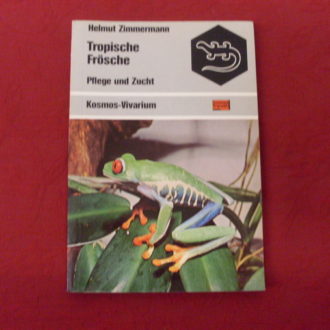 Helmut Zimmermann
Tropische
Frösche
Pflege und Zucht
Kosmos-Vivarium